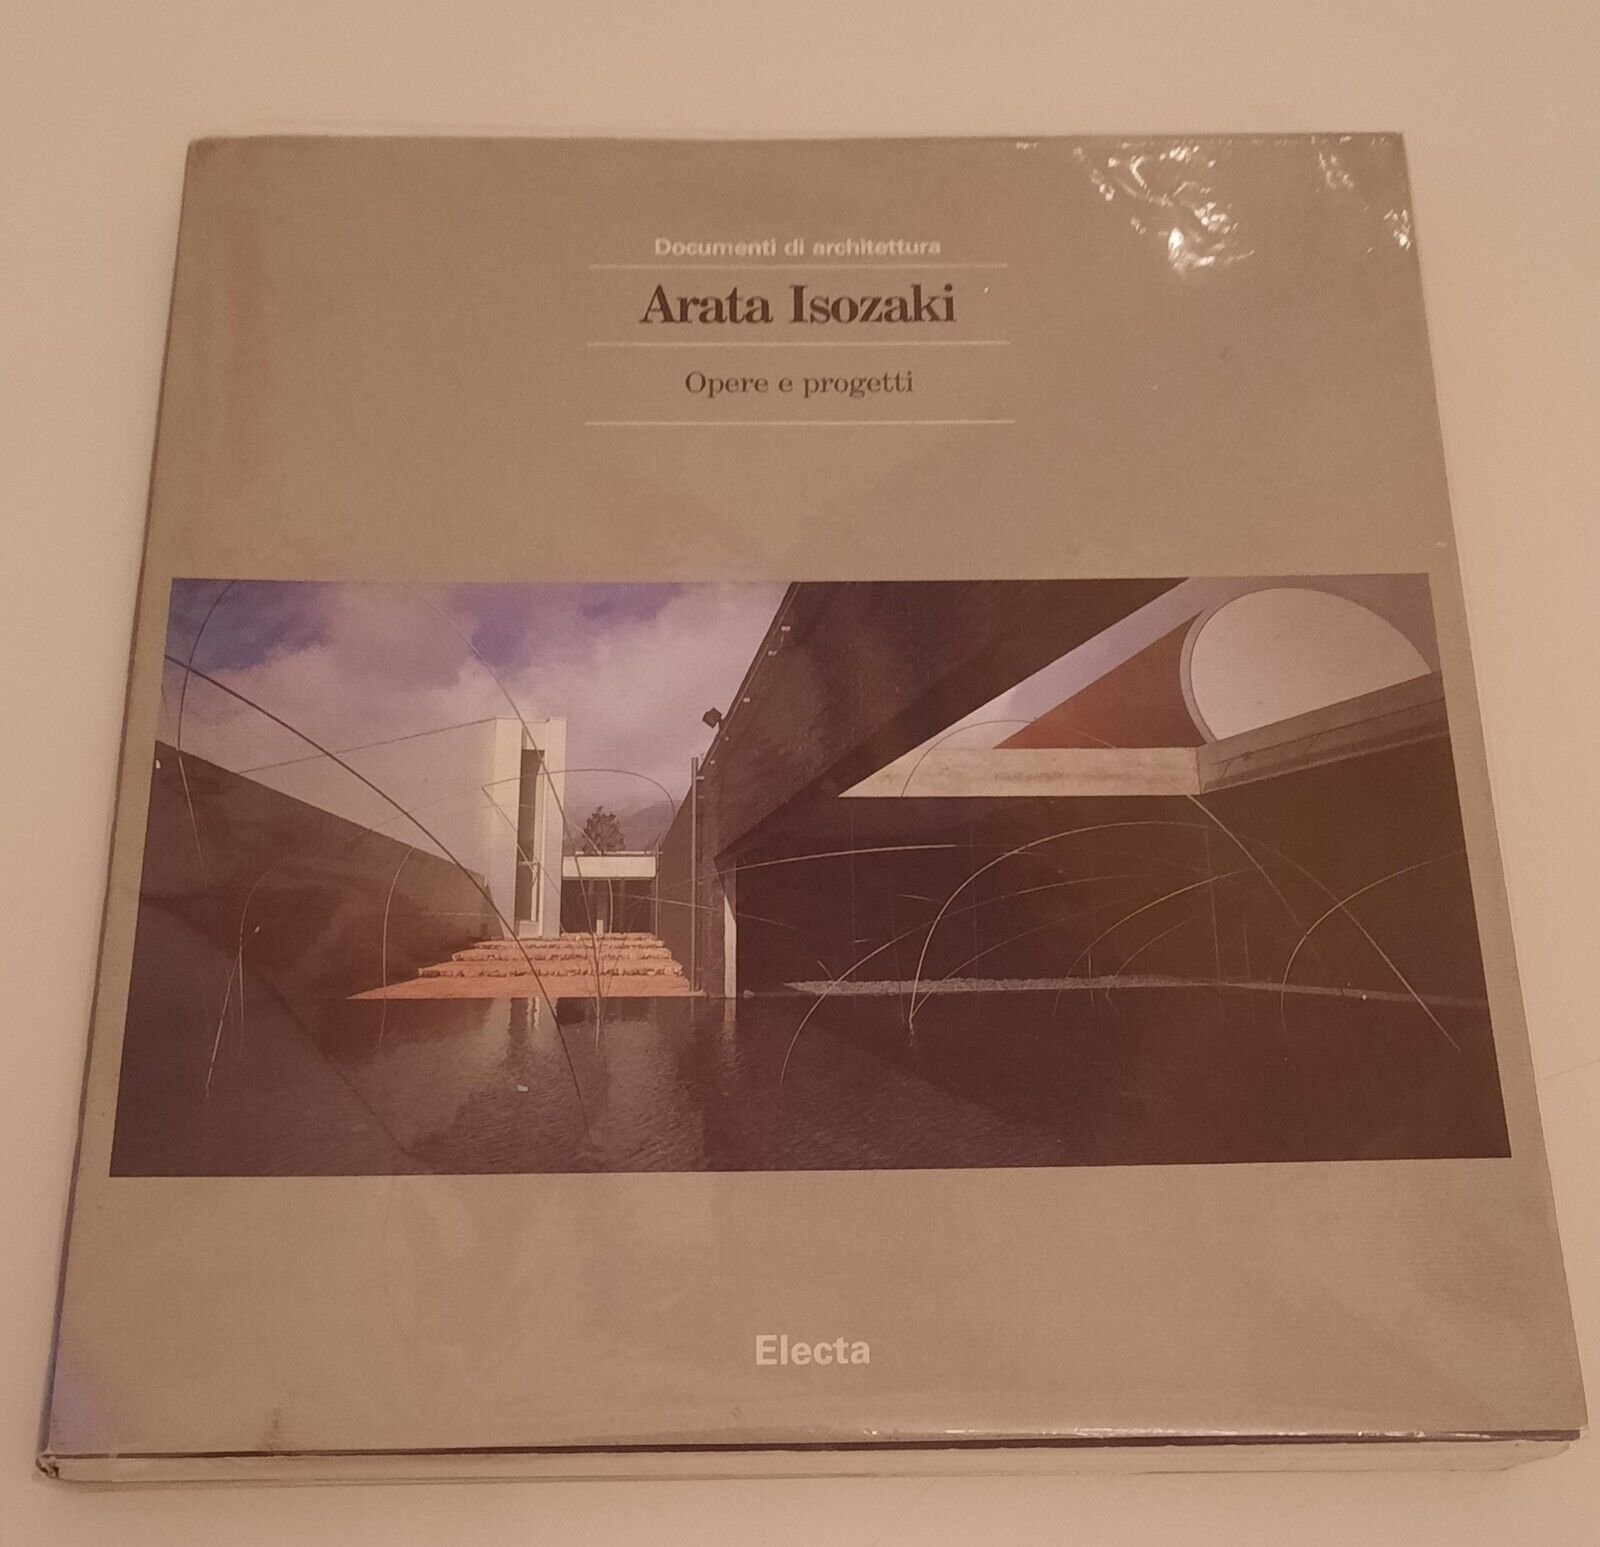 Documenti di architettura
Arata Isozaki
Opere e progetti
Electa